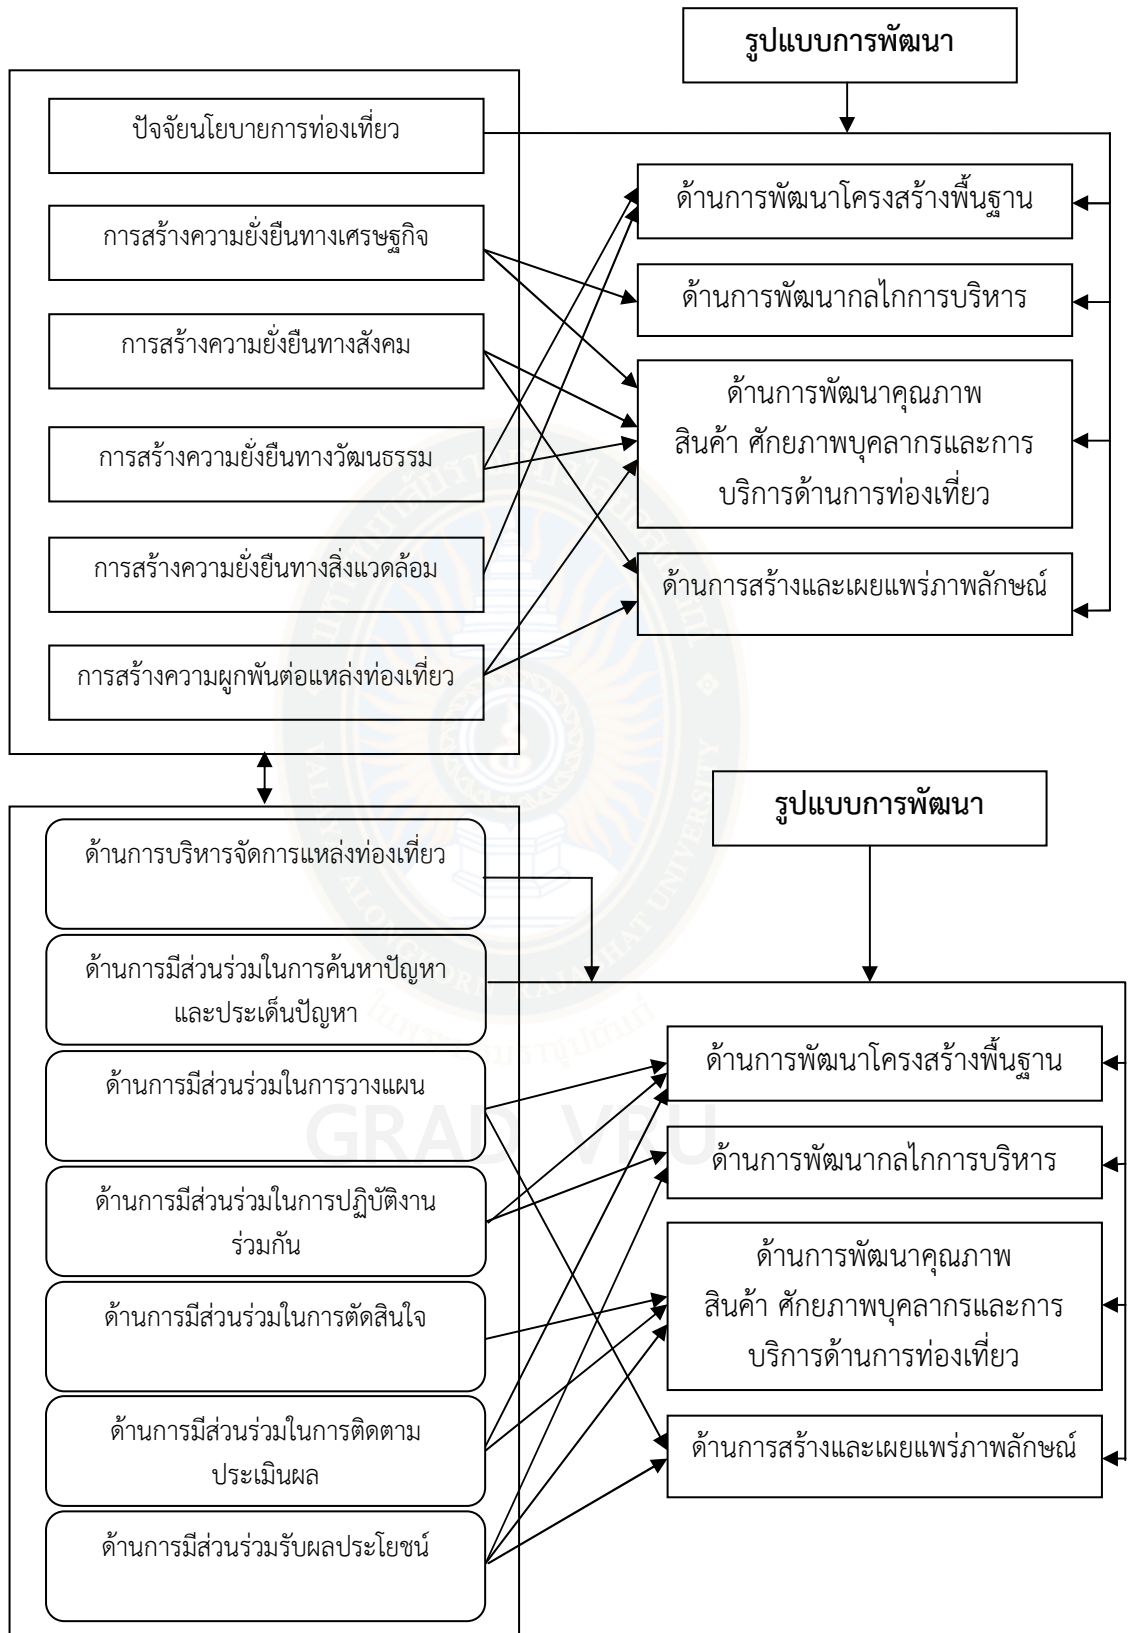 รูปแบบการพัฒนา
ปัจจัยนโยบายการท่องเที่ยว
การสร้างความยั่งยืนทางเศรษฐกิจ
การสร้างความยั่งยืนทางสังคม
การสร้างความยั่งยืนทางวัฒนธรรม
การสร้างความยั่งยืนทางสิ่งแวดล้อม
การสร้างความผูกพันต่อแหล่งท่องเที่ยว
ด้านการพัฒนาโครงสร้างพื้นฐาน
ด้านการพัฒนากลไกการบริหาร
ด้านการพัฒนาคุณภาพ
สินค้า ศักยภาพบุคลากรและการ
บริการด้านการท่องเที่ยว
ด้านการสร้างและเผยแพร่ภาพลักษณ์
รูปแบบการพัฒนา
ด้านการบริหารจัดการแหล่งท่องเที่ยว
ด้านการมีส่วนร่วมในการค้นหาปัญหา
และประเด็นปัญหา
ด้านการมีส่วนร่วมในการวางแผน
ด้านการมีส่วนร่วมในการปฏิบัติงาน
ร่วมกัน
ด้านการมีส่วนร่วมในการตัดสินใจ
ด้านการมีส่วนร่วมในการติดตาม
ประเมินผล
ด้านการมีส่วนร่วมรับผลประโยชน์
ด้านการพัฒนาโครงสร้างพื้นฐาน
ด้านการพัฒนากลไกการบริหาร
ด้านการพัฒนาคุณภาพ
สินค้า ศักยภาพบุคลากรและการ
บริการด้านการท่องเที่ยว
ด้านการสร้างและเผยแพร่ภาพลักษณ์
GRAD VRU